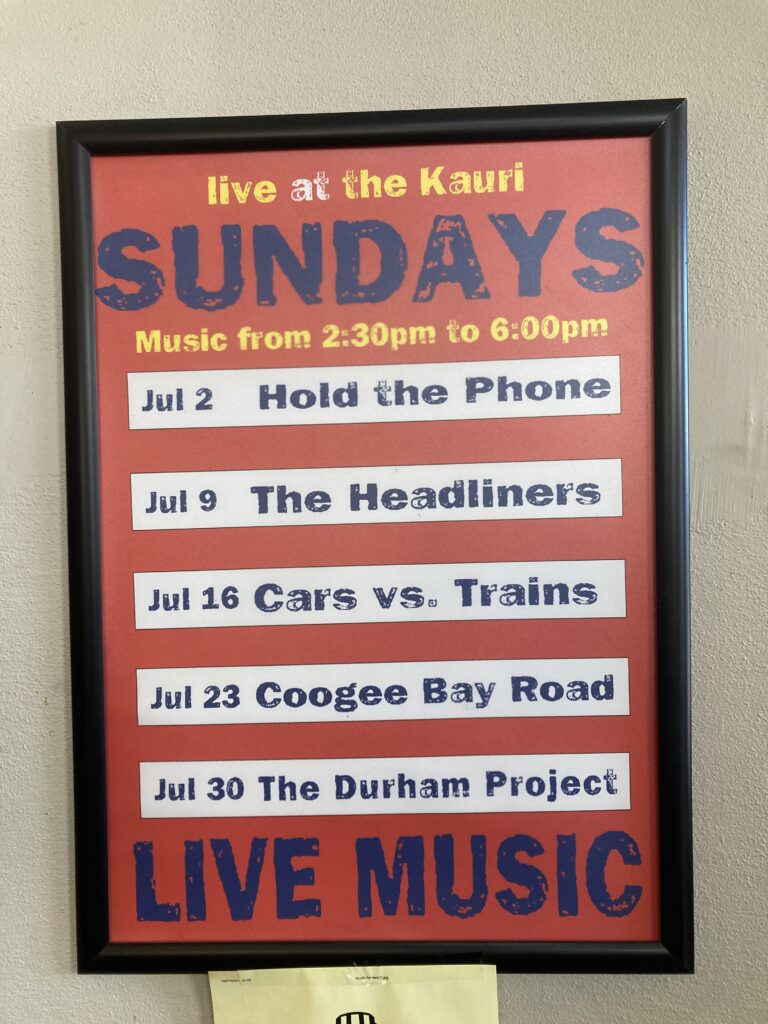 live at the Kauri
SUNDAYS
Music from 2:30pm to 6:00pm
Jul 2 Hold the Phone
Jul 9 The Headliners
Jul 16 Cars vs. Trains
Jul 23 Coogee Bay Road
Jul 30 The Durham Project
LIVE MUSIC